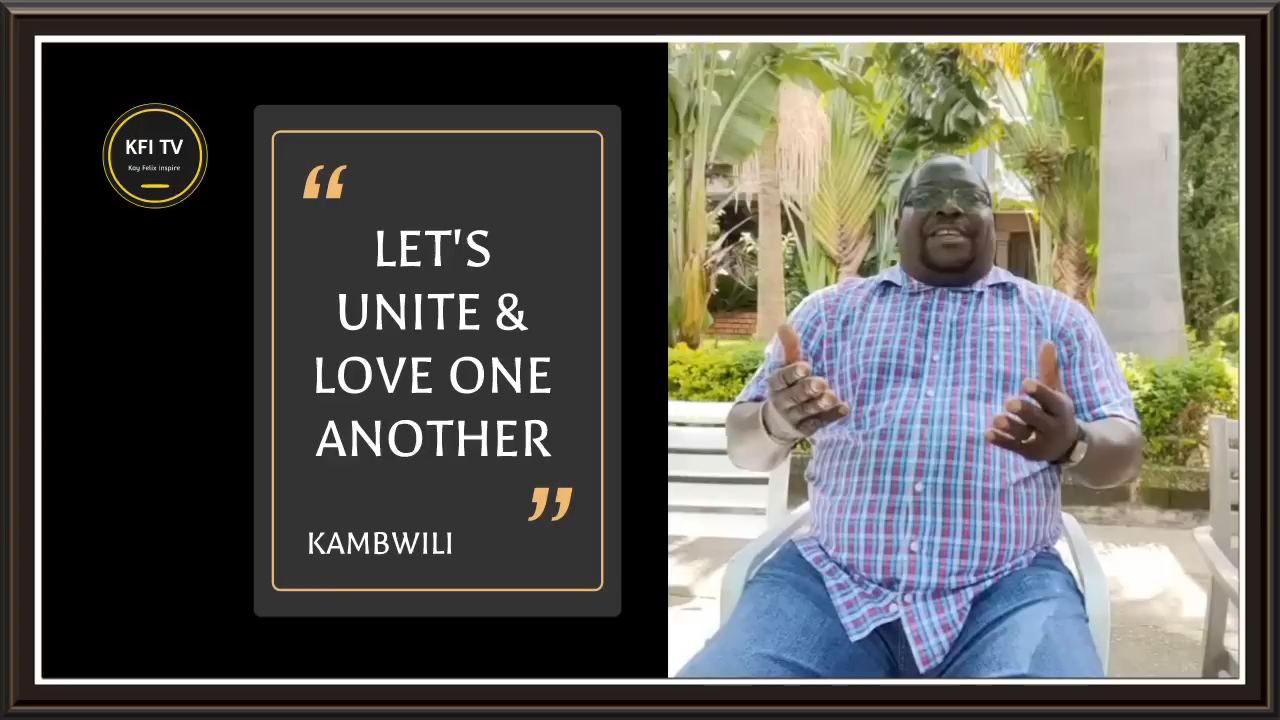 KFI TV
Kay Felix Inspire
“
LET'S
UNITE &
LOVE ONE
ANOTHER
”
KAMBWILI